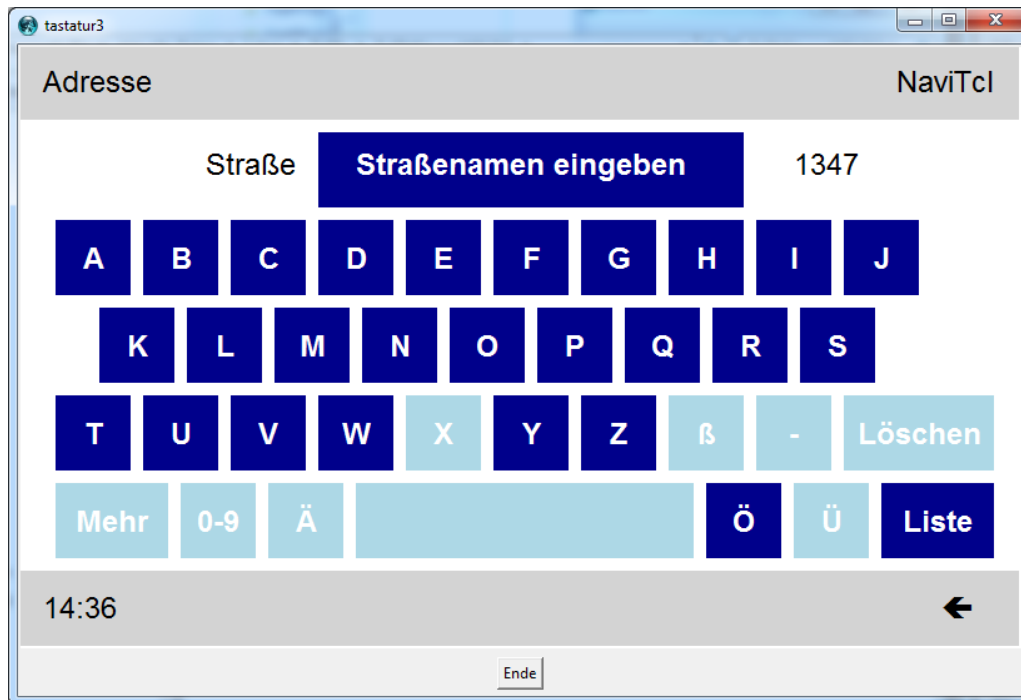 tastatur3
Adresse NaviTcl
Straße Straßenamen eingeben 1347
A B C D E F G H I J
K L M N O P Q R S
T U V W X Y Z ß - Löschen
Mehr 0-9 Ä Ö Ü Liste
14:36
Ende